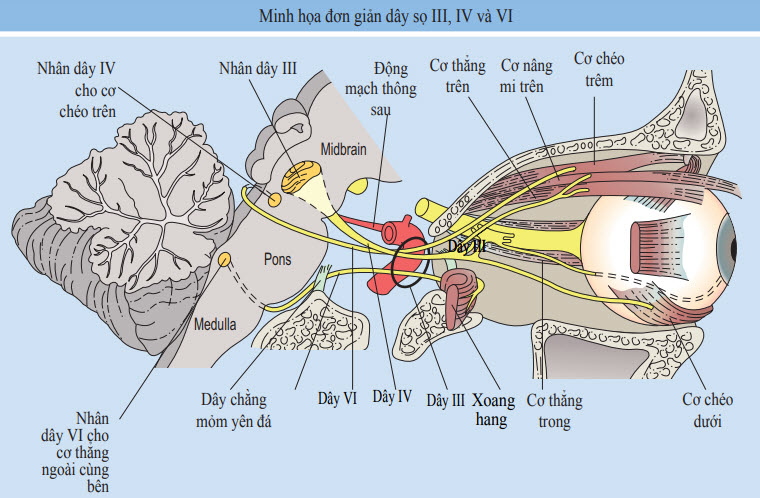 Minh họa đơn giản dây sọ III, IV và VI
Nhân dây IV
cho cơ
chéo trên
Nhân dây III
Động
mạch thông
sau
Cơ thẳng
trên
Cơ nâng
mi trên
Cơ chéo
trêm
Midbrain
Pons
Medulla
Dây III
Nhân
dây VI cho
cơ thẳng
ngoài cùng
bên
Dây chằng
mỏm yên đá
Dây VI
Dây IV
Dây III
Xoang
hang
Cơ thẳng
trong
Cơ chéo
dưới